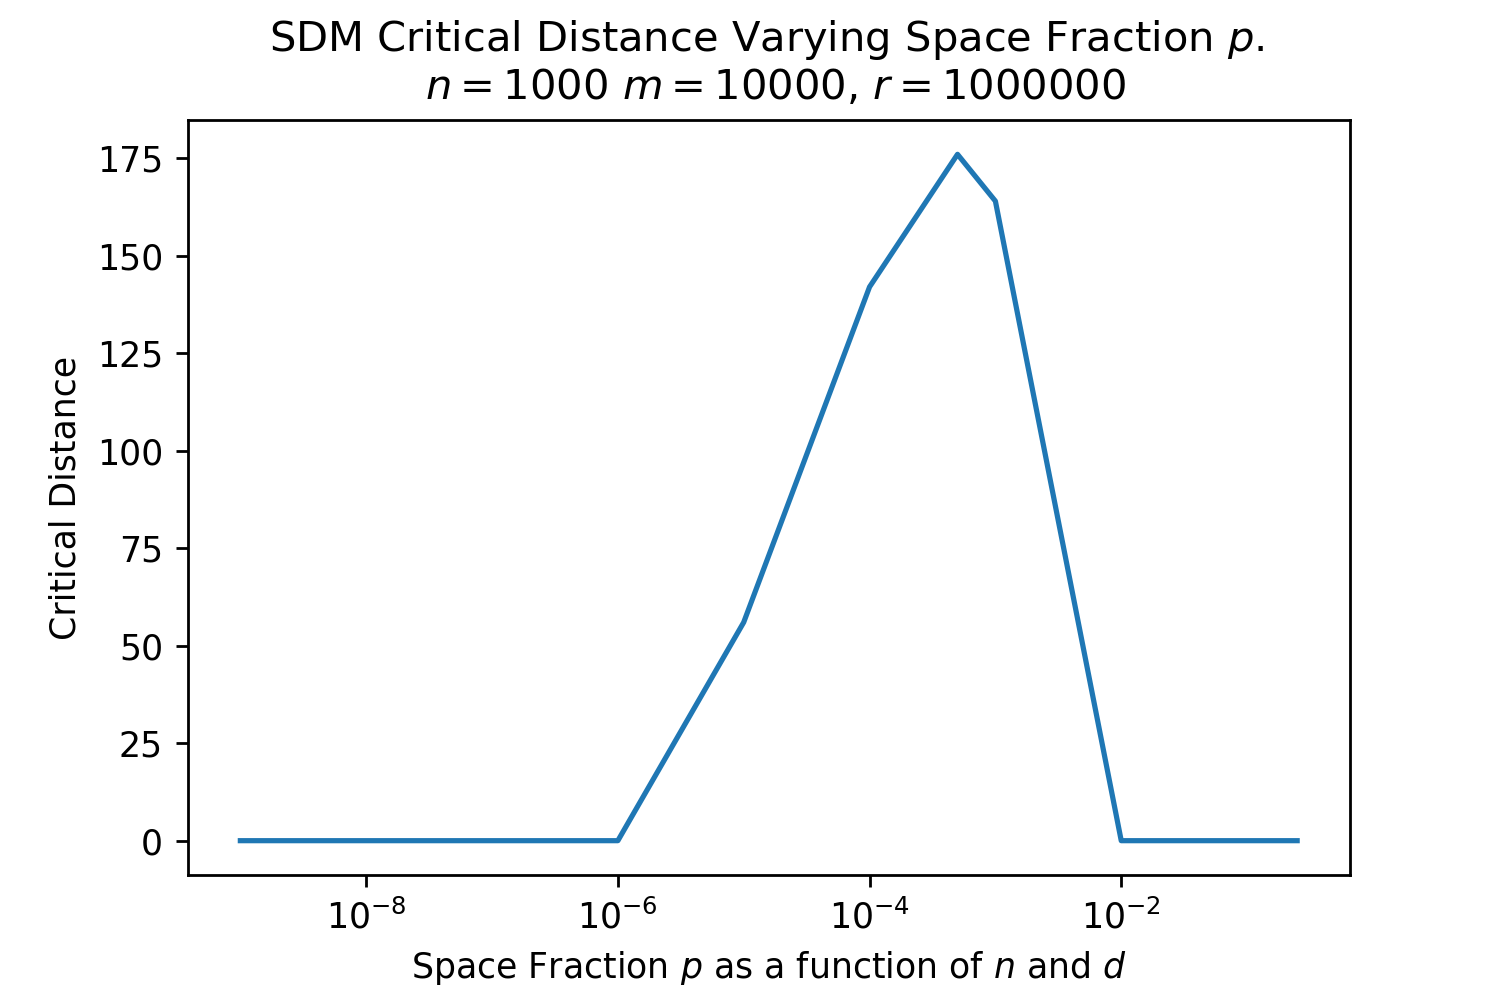 SDM Critical Distance Varying Space Fraction p.
n = 1000 m = 10000, r = 1000000
Critical Distance
175
150
125
100
75
50
25
0
10⁻⁸ 10⁻⁶ 10⁻⁴ 10⁻²
Space Fraction p as a function of n and d